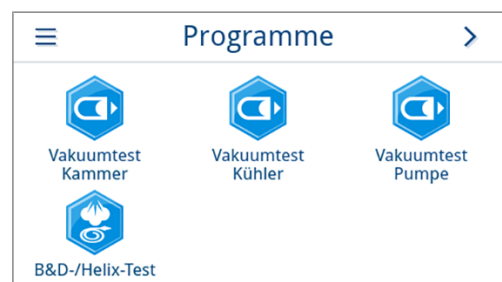 Programme
Vakuumtest
Kammer
Vakuumtest
Kühler
Vakuumtest
Pumpe
B&D-/Helix-Test